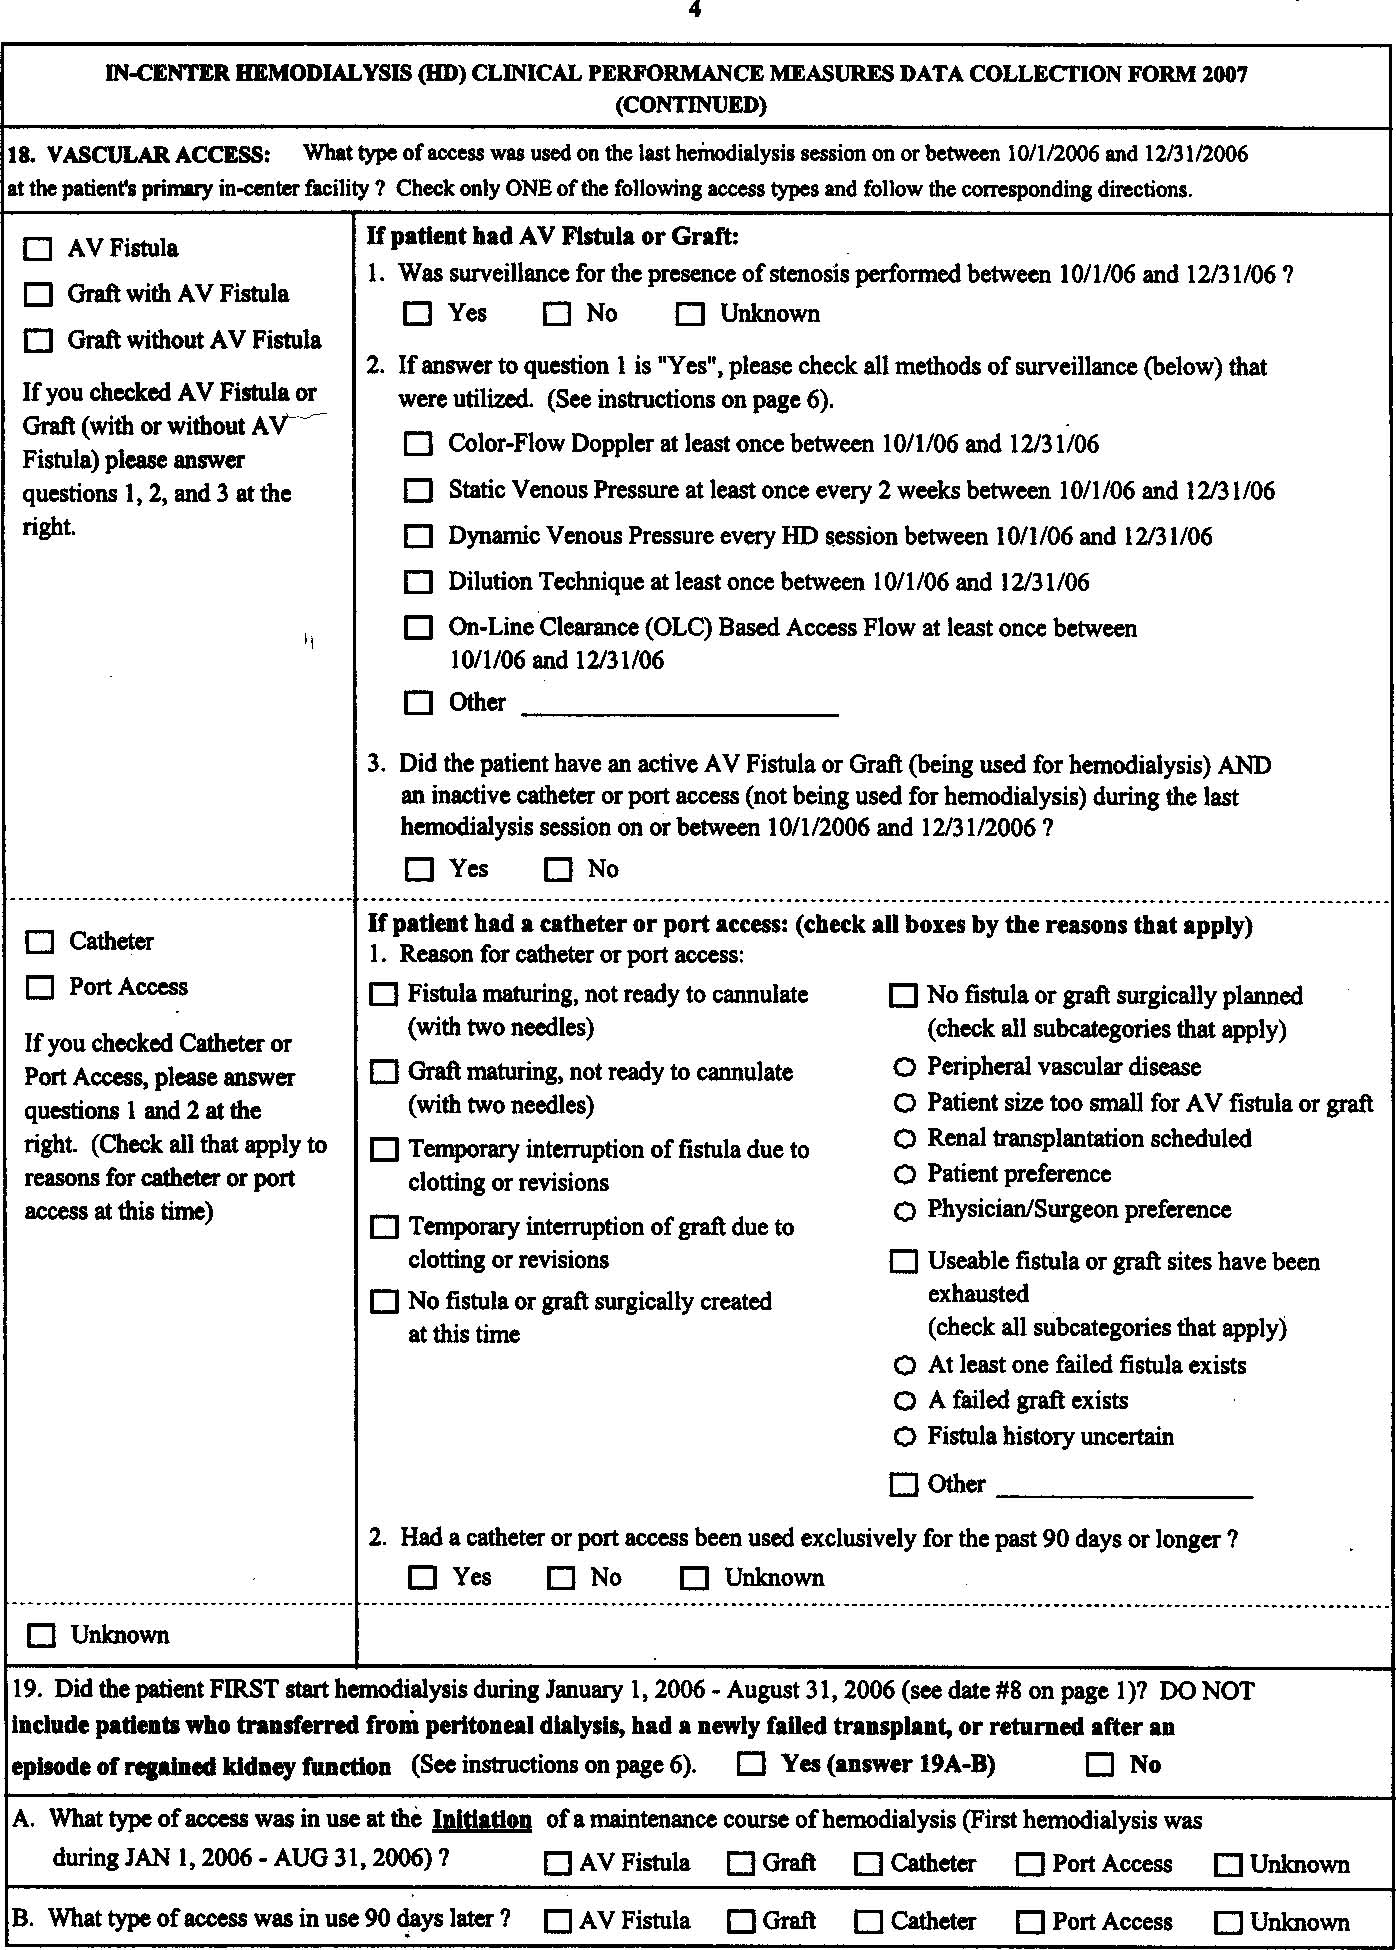 4
IN-CENTER HEMODIALYSIS (HD) CLINICAL PERFORMANCE MEASURES DATA COLLECTION FORM 2007
(CONTINUED)
18. VASCULAR ACCESS: What type of access was used on the last hemodialysis session on or between 10/1/2006 and 12/31/2006
at the patient's primary in-center facility ? Check only ONE of the following access types and follow the corresponding directions.
AV Fistula
Graft with AV Fistula
Graft without AV Fistula
If you checked AV Fistula or
Graft (with or without AV
Fistula) please answer
questions 1, 2, and 3 at the
right.
If patient had AV Fistula or Graft:
1. Was surveillance for the presence of stenosis performed between 10/1/06 and 12/31/06 ?
Yes No Unknown
2. If answer to question 1 is "Yes", please check all methods of surveillance (below) that
were utilized. (See instructions on page 6).
Color-Flow Doppler at least once between 10/1/06 and 12/31/06
Static Venous Pressure at least once every 2 weeks between 10/1/06 and 12/31/06
Dynamic Venous Pressure every HD session between 10/1/06 and 12/31/06
Dilution Technique at least once between 10/1/06 and 12/31/06
On-Line Clearance (OLC) Based Access Flow at least once between
10/1/06 and 12/31/06
Other
3. Did the patient have an active AV Fistula or Graft (being used for hemodialysis) AND
an inactive catheter or port access (not being used for hemodialysis) during the last
hemodialysis session on or between 10/1/2006 and 12/31/2006 ?
Yes No
Catheter
Port Access
If you checked Catheter or
Port Access, please answer
questions 1 and 2 at the
right. (Check all that apply to
reasons for catheter or port
access at this time)
If patient had a catheter or port access: (check all boxes by the reasons that apply)
1. Reason for catheter or port access:
Fistula maturing, not ready to cannulate
(with two needles)
Graft maturing, not ready to cannulate
(with two needles)
Temporary interruption of fistula due to
clotting or revisions
Temporary interruption of graft due to
clotting or revisions
No fistula or graft surgically created
at this time
No fistula or graft surgically planned
(check all subcategories that apply)
Peripheral vascular disease
Patient size too small for AV fistula or graft
Renal transplantation scheduled
Patient preference
Physician/Surgeon preference
Useable fistula or graft sites have been
exhausted
(check all subcategories that apply)
At least one failed fistula exists
A failed graft exists
Fistula history uncertain
Other
2. Had a catheter or port access been used exclusively for the past 90 days or longer ?
Yes No Unknown
Unknown
19. Did the patient FIRST start hemodialysis during January 1, 2006 - August 31, 2006 (see date #8 on page 1)? DO NOT
include patients who transferred from peritoneal dialysis, had a newly failed transplant, or returned after an
episode of regained kidney function (See instructions on page 6). Yes (answer 19A-B) No
A. What type of access was in use at the Initiation of a maintenance course of hemodialysis (First hemodialysis was
during JAN 1, 2006 - AUG 31, 2006) ? AV Fistula Graft Catheter Port Access Unknown
B. What type of access was in use 90 days later ? AV Fistula Graft Catheter Port Access Unknown